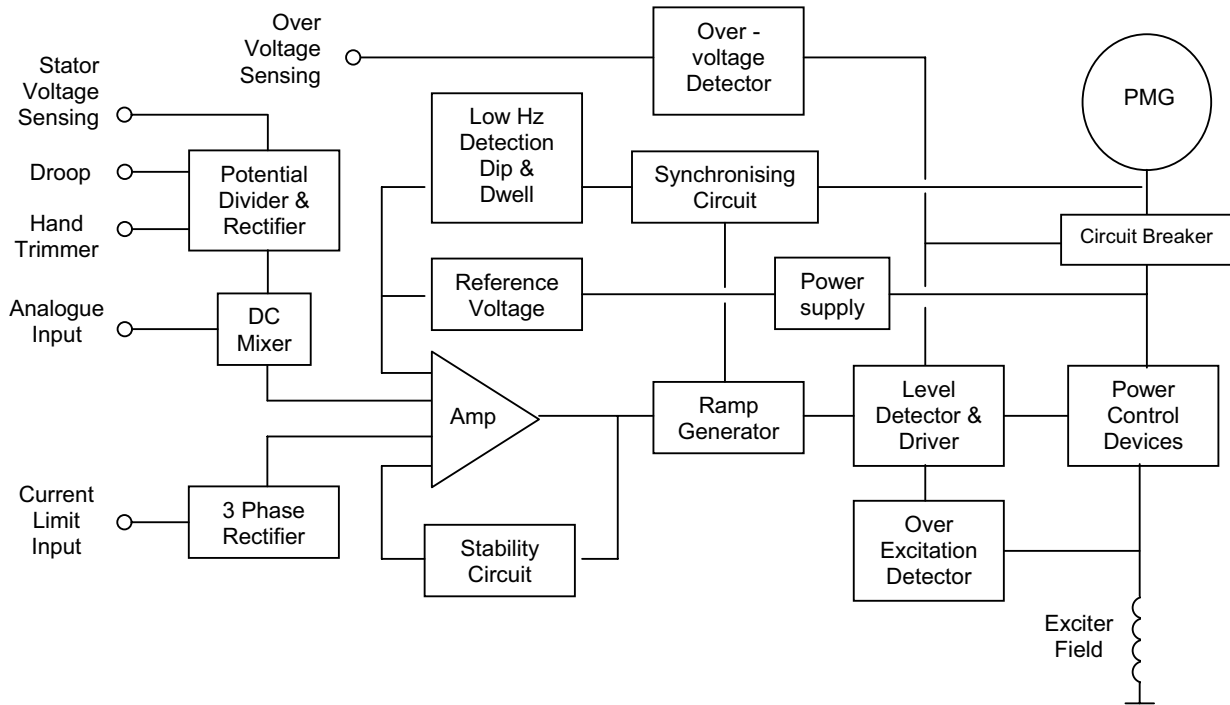 Over
Voltage
Sensing
Over -
voltage
Detector
PMG
Stator
Voltage
Sensing
Low Hz
Detection
Dip &
Dwell
Droop
Potential
Divider &
Rectifier
Synchronising
Circuit
Hand
Trimmer
Circuit Breaker
Analogue
Input
DC
Mixer
Reference
Voltage
Power
supply
Amp
Ramp
Generator
Level
Detector &
Driver
Power
Control
Devices
Current
Limit
Input
3 Phase
Rectifier
Stability
Circuit
Over
Excitation
Detector
Exciter
Field